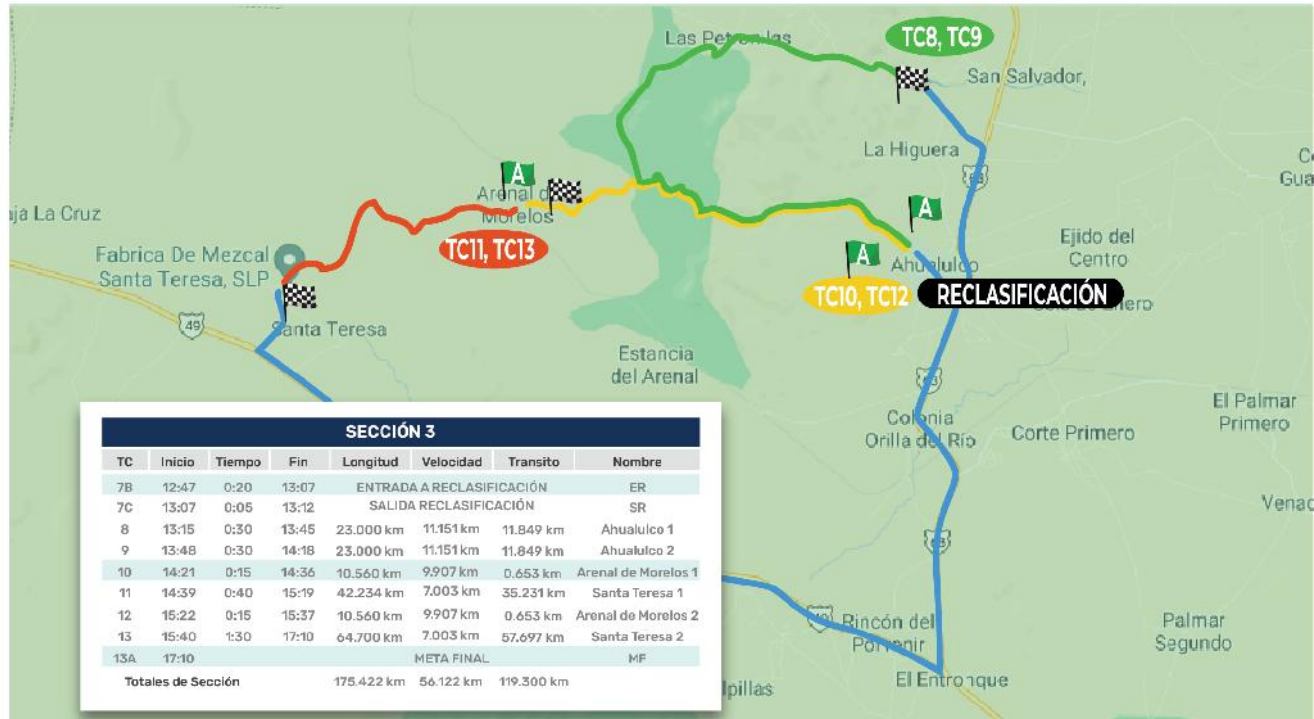 Las Petronilas
TC8, TC9
San Salvador,
La Higuera
63
A
Arenal de
Morelos
aja La Cruz
TC11, TC13
A
Fabrica De Mezcal
Santa Teresa, SLP
A
Ahualulco
Ejido del
Centro
TC10, TC12
RECLASIFICACIÓN
49
Santa Teresa
Estancia
del Arenal
63
Colonia
Orilla del Río
Corte Primero
El Palmar
Primero
Venad
63
Rincón del
Porvenir
Palmar
Segundo
El Entronque
lpillas
SECCIÓN 3
TC Inicio Tiempo Fin Longitud Velocidad Transito Nombre
7B 12:47 0:20 13:07 ENTRADA A RECLASIFICACIÓN ER
7C 13:07 0:05 13:12 SALIDA RECLASIFICACIÓN SR
8 13:15 0:30 13:45 23.000 km 11.151 km 11.849 km Ahualulco 1
9 13:48 0:30 14:18 23.000 km 11.151 km 11.849 km Ahualulco 2
10 14:21 0:15 14:36 10.560 km 9.907 km 0.653 km Arenal de Morelos 1
11 14:39 0:40 15:19 42.234 km 7.003 km 35.231 km Santa Teresa 1
12 15:22 0:15 15:37 10.560 km 9.907 km 0.653 km Arenal de Morelos 2
13 15:40 1:30 17:10 64.700 km 7.003 km 57.697 km Santa Teresa 2
13A 17:10 META FINAL MF
Totales de Sección 175.422 km 56.122 km 119.300 km